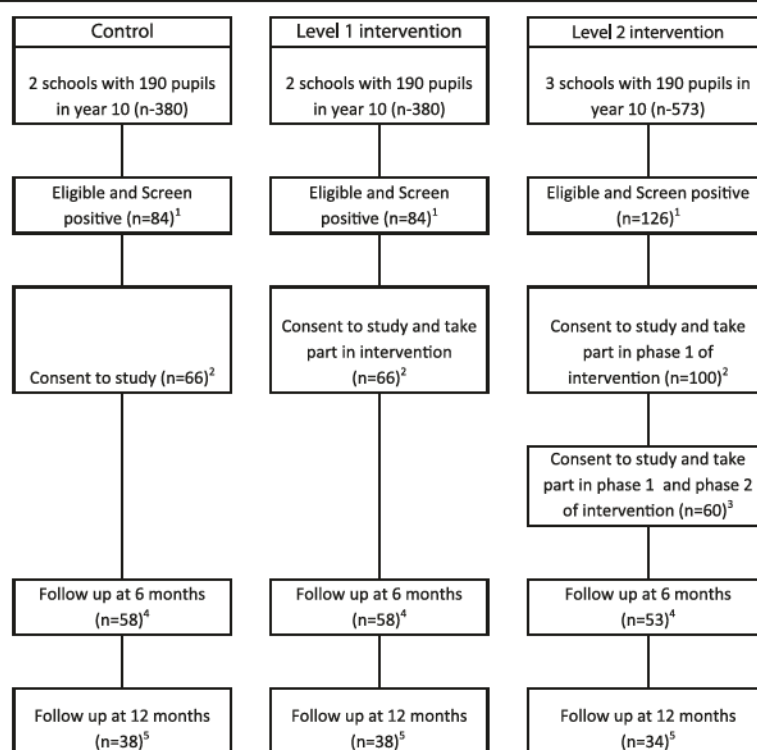 Control
2 schools with 190 pupils
in year 10 (n-380)
Eligible and Screen
positive (n=84)¹
Consent to study (n=66)²
Follow up at 6 months
(n=58)⁴
Follow up at 12 months
(n=38)⁵
Level 1 intervention
2 schools with 190 pupils
in year 10 (n-380)
Eligible and Screen
positive (n=84)¹
Consent to study and take
part in intervention
(n=66)²
Follow up at 6 months
(n=58)⁴
Follow up at 12 months
(n=38)⁵
Level 2 intervention
3 schools with 190 pupils in
year 10 (n-573)
Eligible and Screen positive
(n=126)¹
Consent to study and take
part in phase 1 of
intervention (n=100)²
Consent to study and take
part in phase 1 and phase 2
of intervention (n=60)³
Follow up at 6 months
(n=53)⁴
Follow up at 12 months
(n=34)⁵